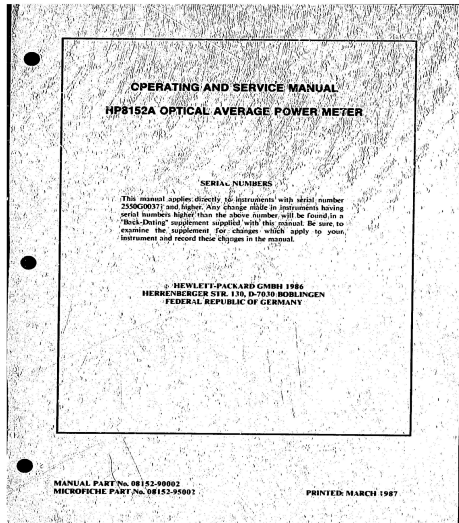 OPERATING AND SERVICE MANUAL
HP8152A OPTICAL AVERAGE POWER METER
SERIAL NUMBERS
This manual applies directly to instruments with serial number
2550G00371 and higher. Any change made in instruments having
serial numbers higher than the above number will be found in a
"Back-Dating" supplement supplied with this manual. Be sure to
examine the supplement for changes which apply to your
instrument and record these changes in the manual.
HEWLETT-PACKARD GMBH 1986
HERRENBERGER STR. 130, D-7030 BOBLINGEN
FEDERAL REPUBLIC OF GERMANY
MANUAL PART No. 08152-90002
MICROFICHE PART No. 08152-95002
PRINTED: MARCH 1987